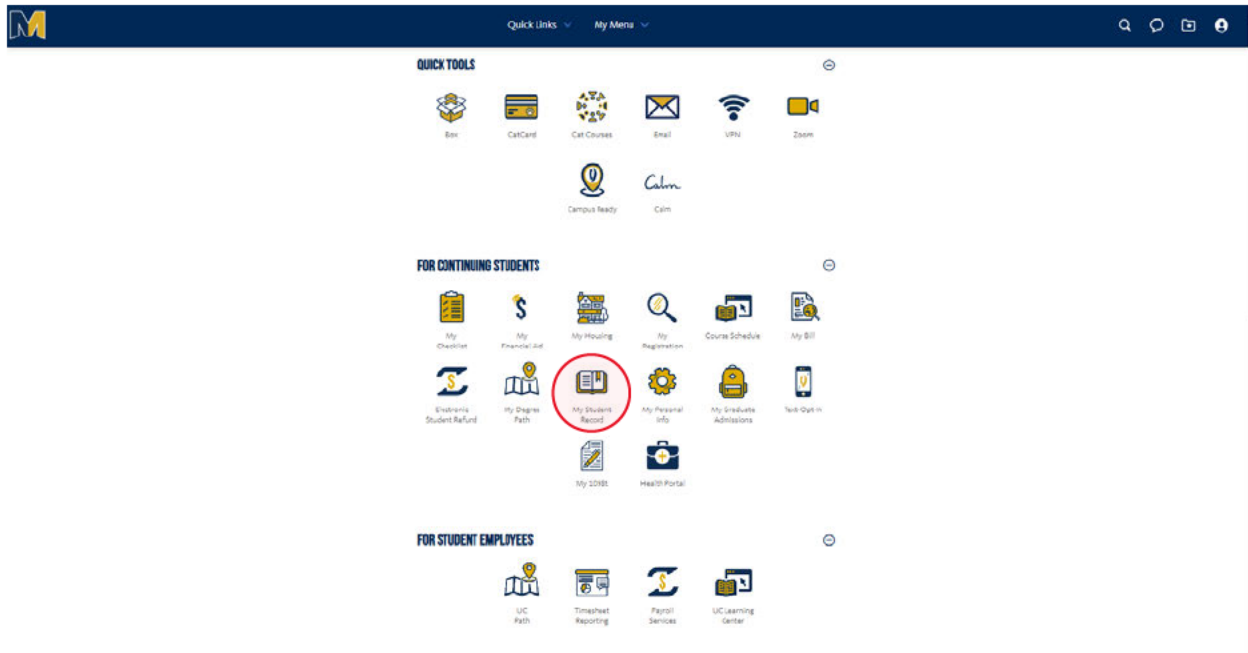 Quick Links My Menu
QUICK TOOLS
Box CatCard Cat Courses Email VPN Zoom
Campus Ready Calm
FOR CONTINUING STUDENTS
My My My Housing My Course Schedule My Bill
Checklist Financial Aid Registration
Electronic My Degree My Student My Personal My Graduate Text Opt In
Student Refund Path Record Info Admissions
My 1098t Health Portal
FOR STUDENT EMPLOYEES
UC Timesheet Payroll UC Learning
Path Reporting Services Center